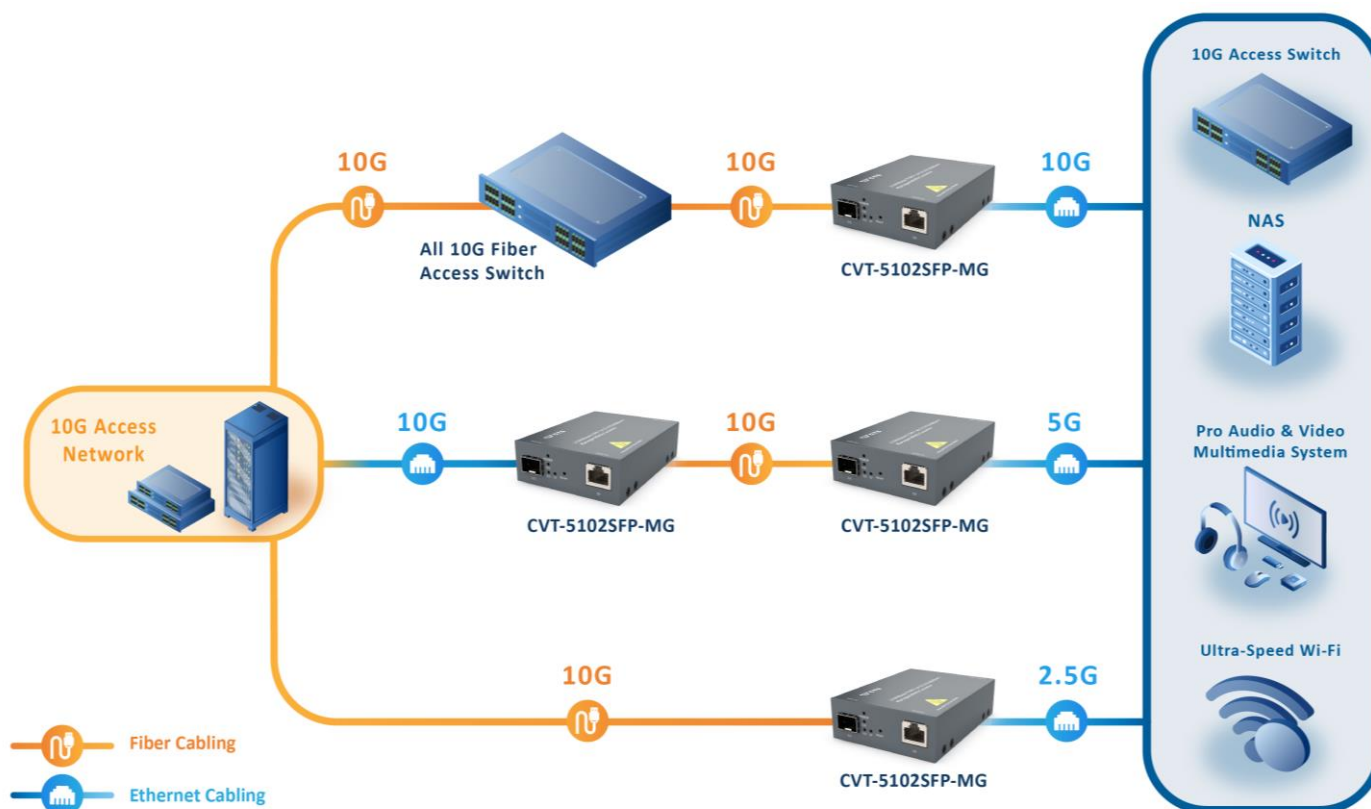 10G Access Switch
10G
10G
10G
All 10G Fiber
Access Switch
CVT-5102SFP-MG
NAS
10G Access
Network
10G
10G
5G
CVT-5102SFP-MG
CVT-5102SFP-MG
Pro Audio & Video
Multimedia System
10G
2.5G
Ultra-Speed Wi-Fi
CVT-5102SFP-MG
Fiber Cabling
Ethernet Cabling